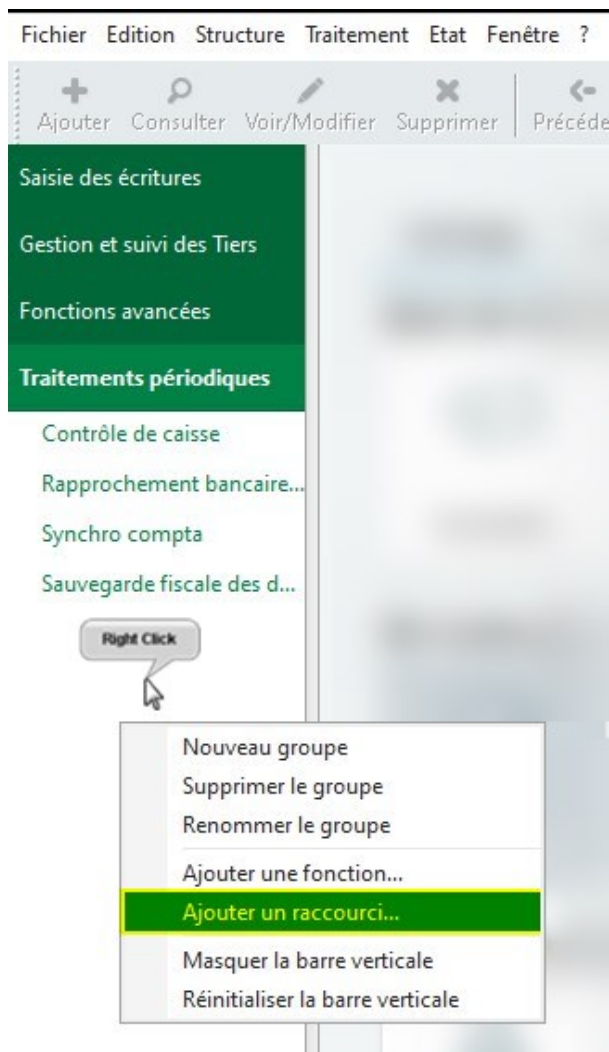 Fichier Edition Structure Traitement Etat Fenêtre ?
Ajouter Consulter Voir/Modifier Supprimer Précéde
Saisie des écritures
Gestion et suivi des Tiers
Fonctions avancées
Traitements périodiques
Contrôle de caisse
Rapprochement bancaire...
Synchro compta
Sauvegarde fiscale des d...
Right Click
Nouveau groupe
Supprimer le groupe
Renommer le groupe
Ajouter une fonction...
Ajouter un raccourci...
Masquer la barre verticale
Réinitialiser la barre verticale